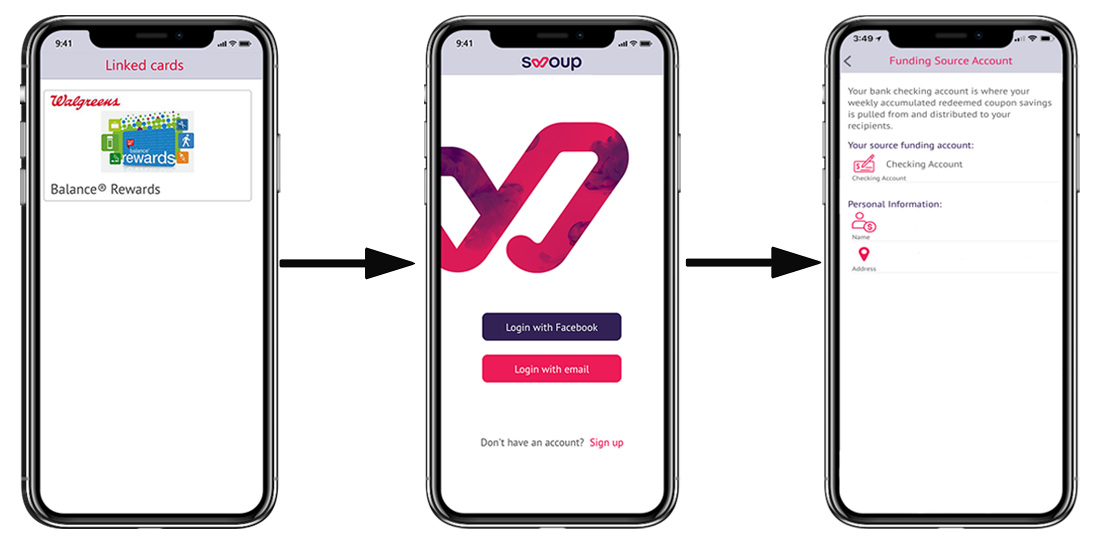 9:41
Linked cards
Walgreens
balance®
rewards
Balance® Rewards
9:41
swoup
Login with Facebook
Login with email
Don't have an account? Sign up
3:49
Funding Source Account
Your bank checking account is where your
weekly accumulated redeemed coupon savings
is pulled from and distributed to your
recipients.
Your source funding account:
Checking Account
Checking Account
Personal Information:
Name
Address